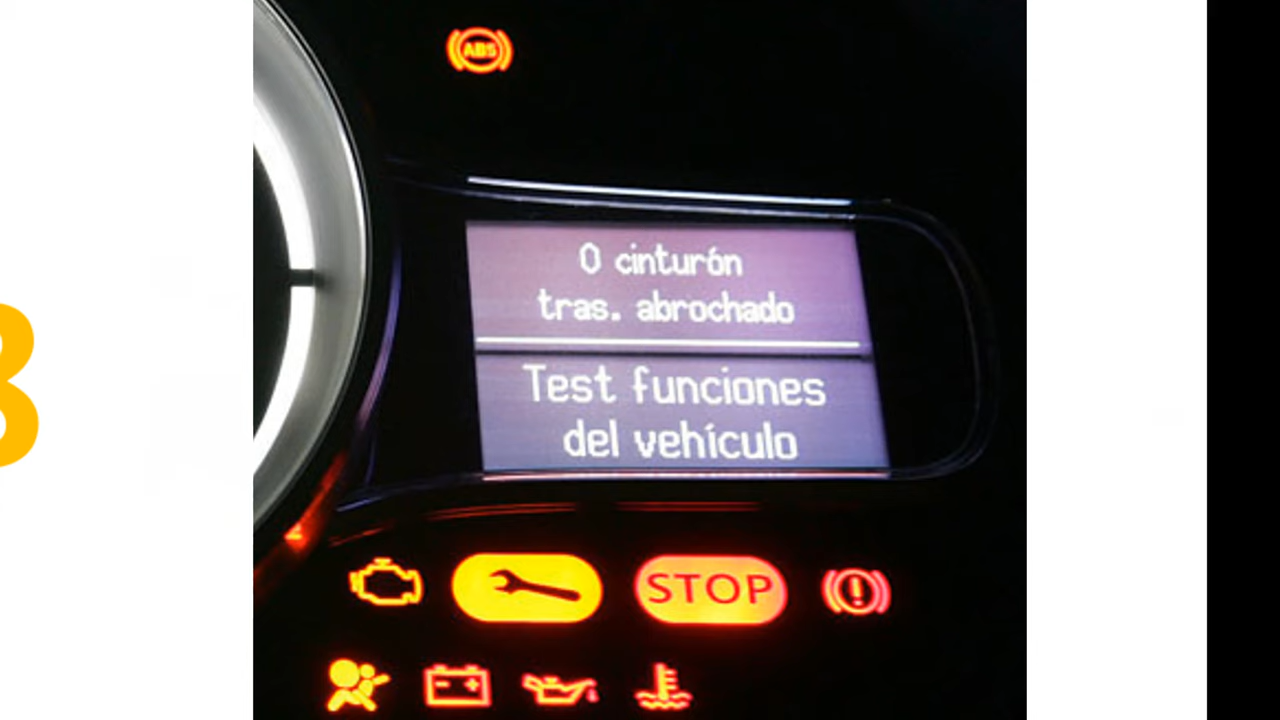 ABS
0 cinturón
tras. abrochado
Test funciones
del vehículo
STOP